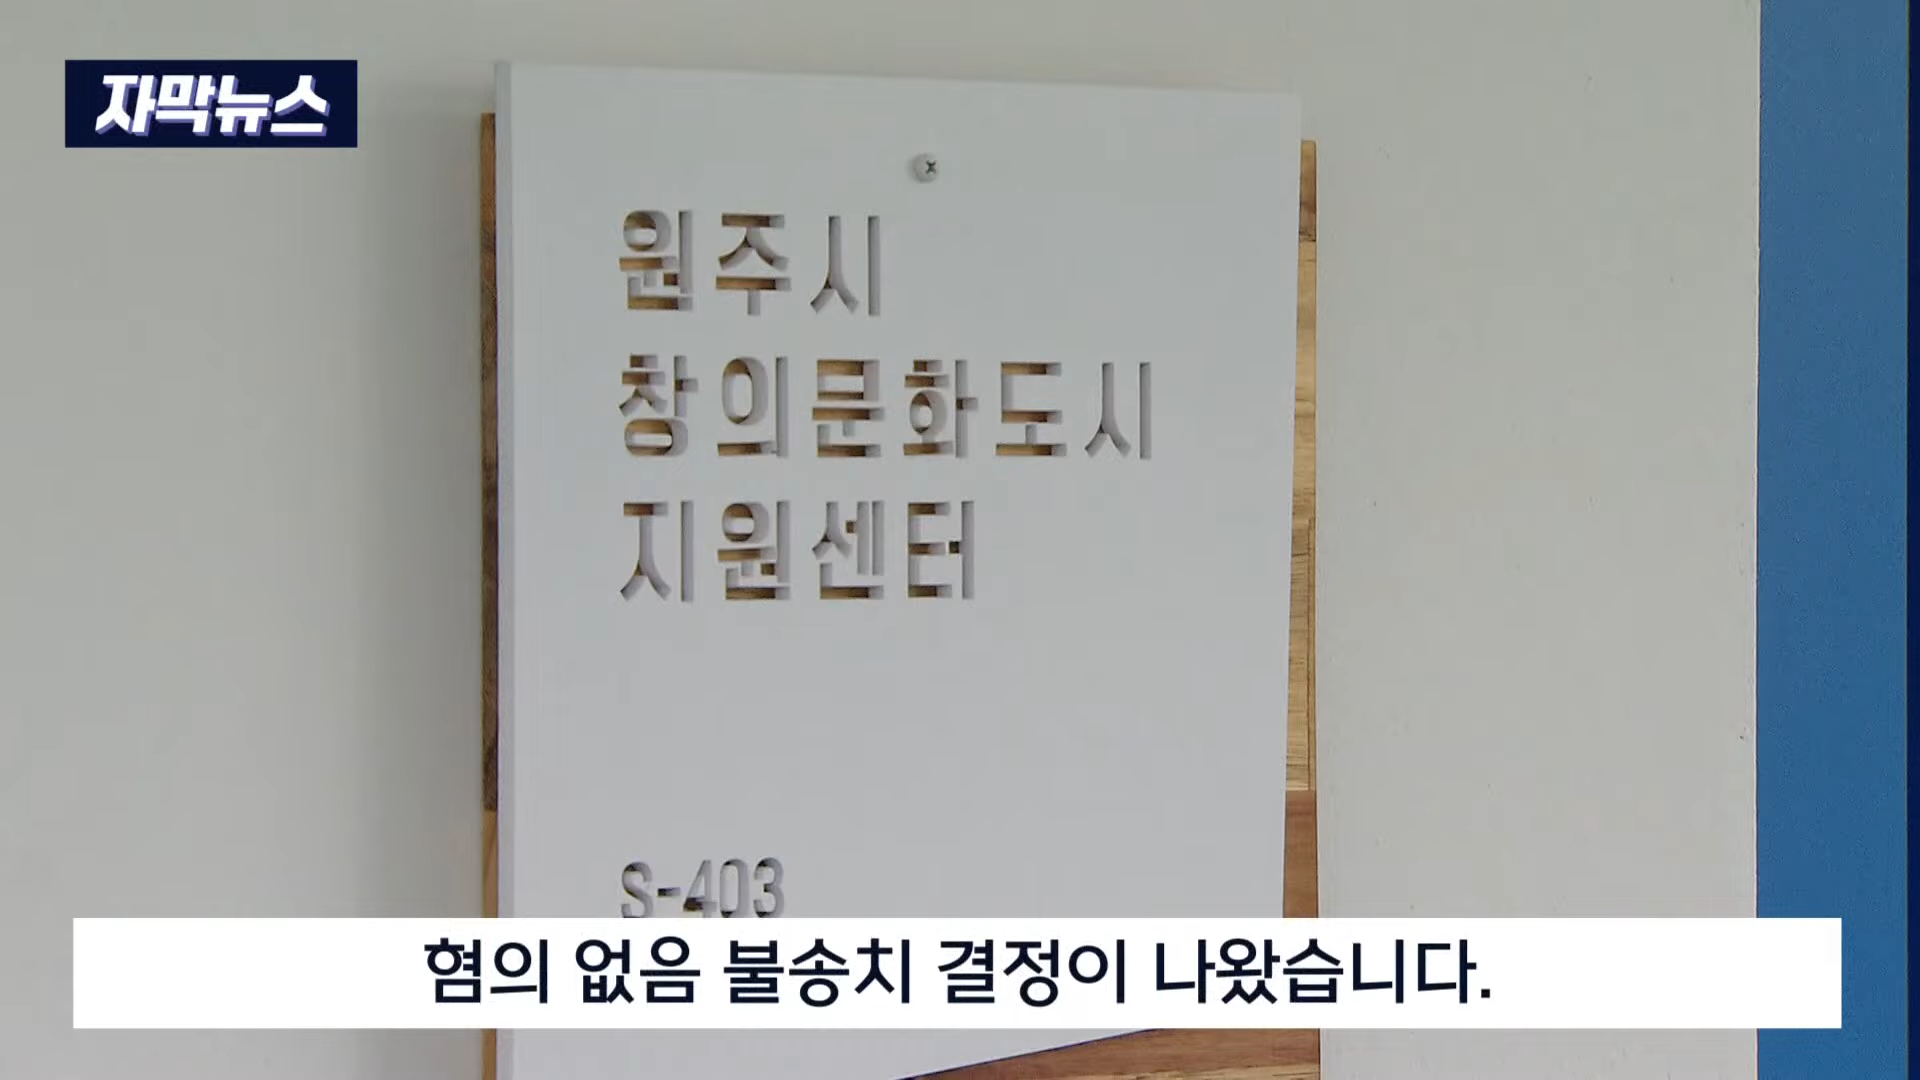 자막뉴스
원주시
창의문화도시
지원센터
S-403
혐의 없음 불송치 결정이 나왔습니다.